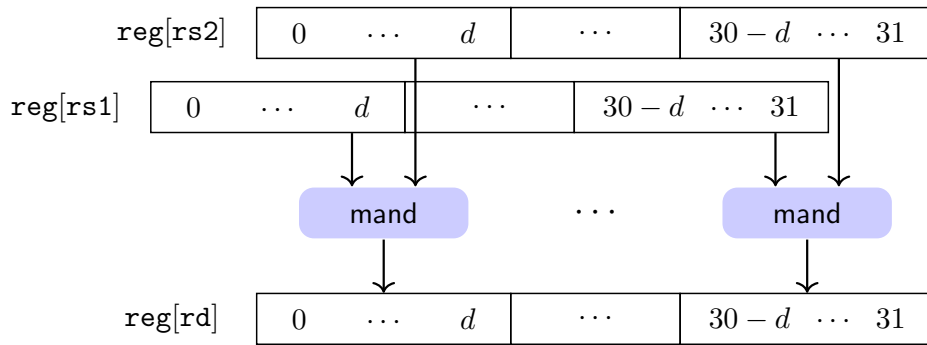 reg[rs2] 0 ⋯ d ⋯ 30 − d ⋯ 31
reg[rs1] 0 ⋯ d ⋯ 30 − d ⋯ 31
mand ⋯ mand
reg[rd] 0 ⋯ d ⋯ 30 − d ⋯ 31